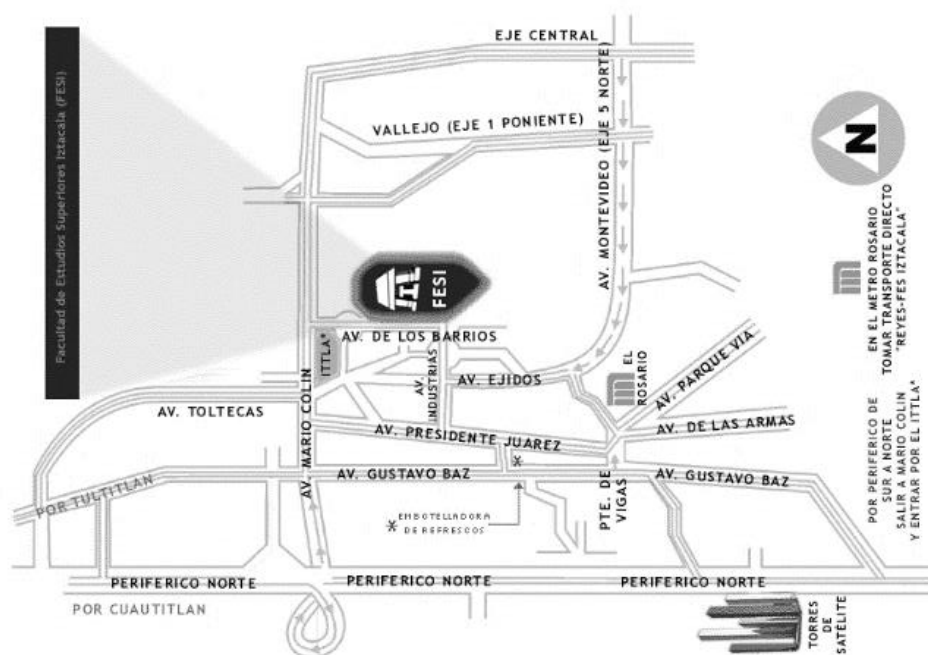 Facultad de Estudios Superiores Iztacala (FESI)
EJE CENTRAL
VALLEJO (EJE 1 PONIENTE)
AV. MONTEVIDEO (EJE 5 NORTE)
N
FESI
AV. DE LOS BARRIOS
ITTLA*
AV. INDUSTRIAS
AV. EJIDOS
EL
ROSARIO
AV. PARQUE VIA
AV. TOLTECAS
AV. MARIO COLIN
AV. PRESIDENTE JUAREZ
AV. DE LAS ARMAS
AV. GUSTAVO BAZ
*
PTE. DE
VIGAS
AV. GUSTAVO BAZ
POR TULTITLAN
* EMBOTELLADORA
DE REFRESCOS
PERIFERICO NORTE
PERIFERICO NORTE
PERIFERICO NORTE
POR CUAUTITLAN
TORRES
DE
SATÉLITE
EN EL METRO ROSARIO
TOMAR TRANSPORTE DIRECTO
"REYES-FES IZTACALA"
POR PERIFERICO DE
SUR A NORTE
SALIR A MARIO COLIN
Y ENTRAR POR EL ITTLA*